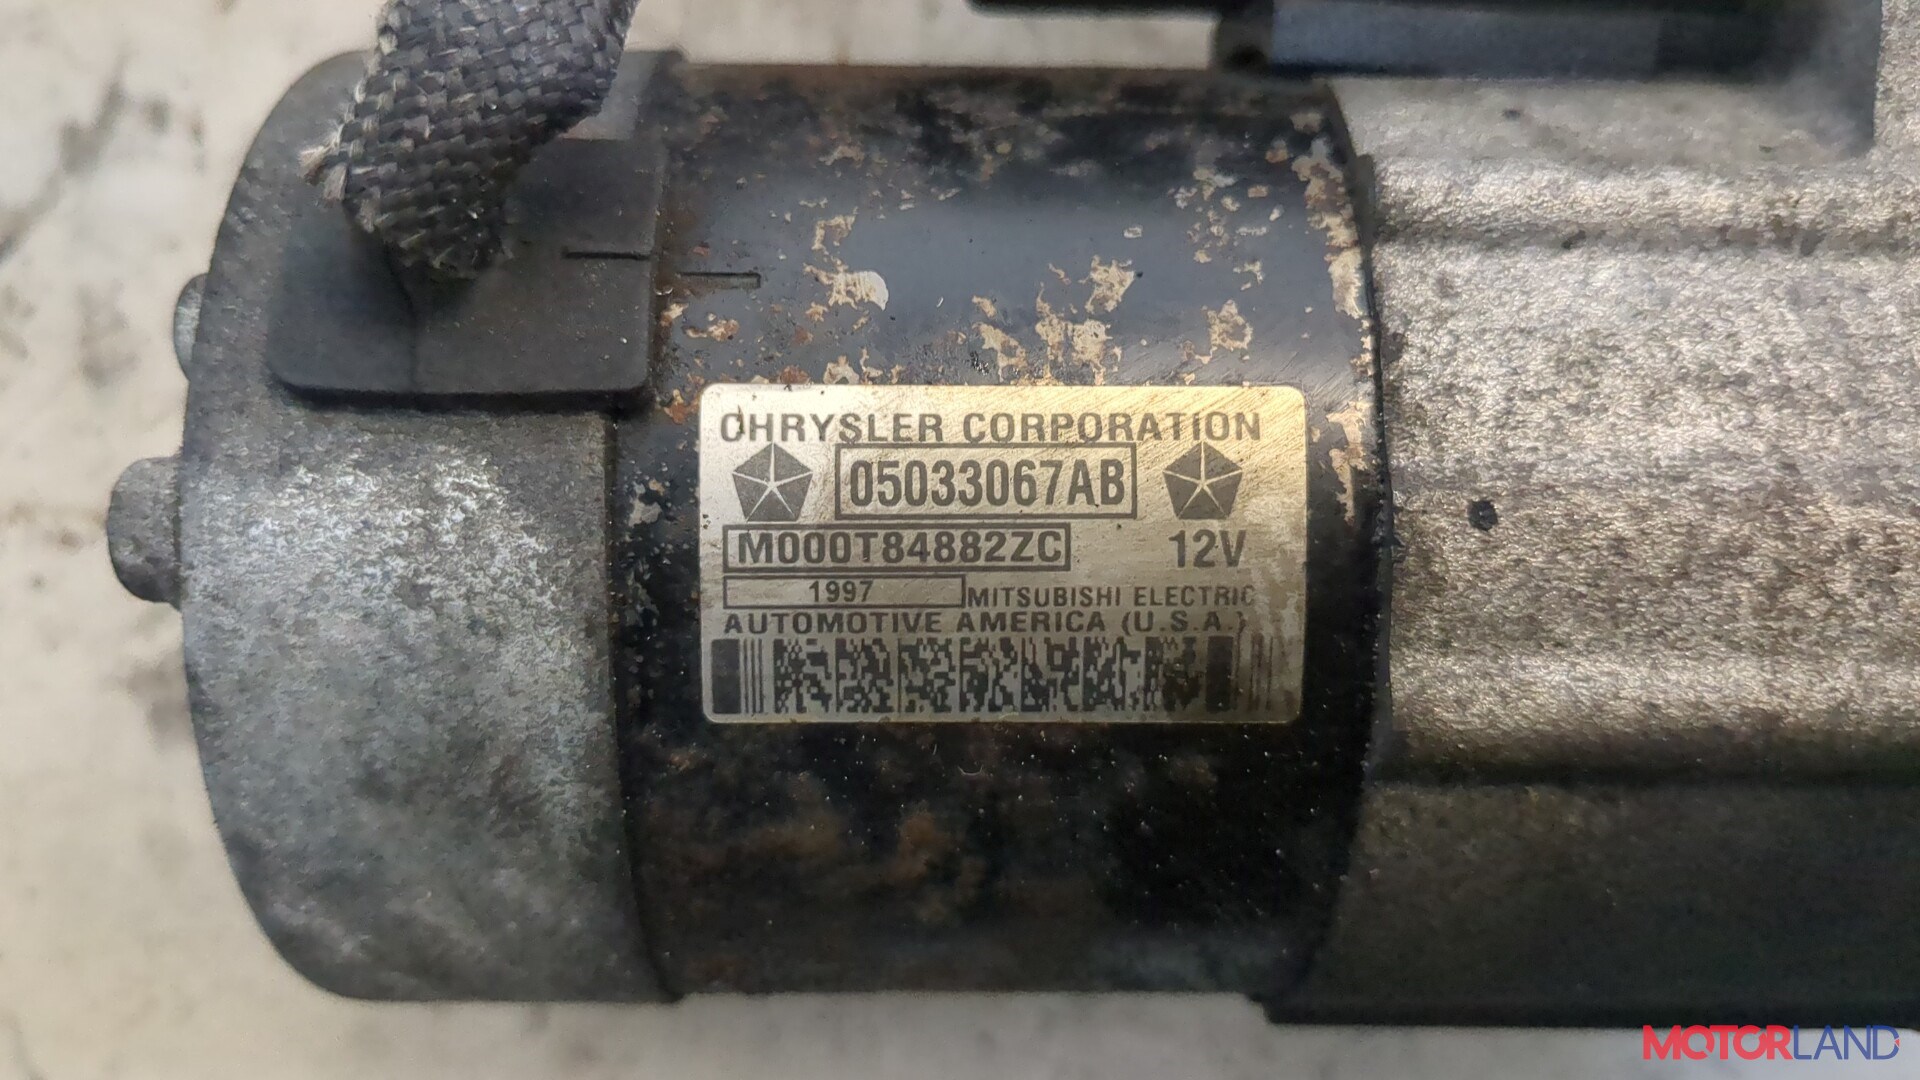 CHRYSLER CORPORATION
05033067AB
M000T84882ZC 12V
1997 MITSUBISHI ELECTRIC
AUTOMOTIVE AMERICA (U.S.A.)
MOTORLAND